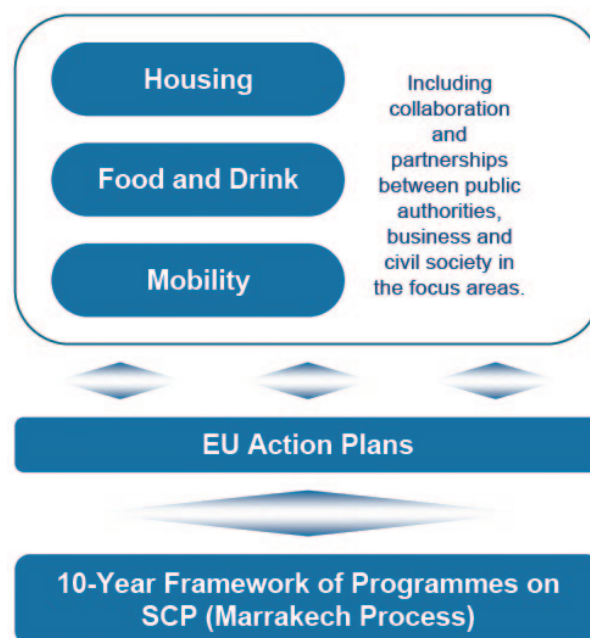 Housing
Food and Drink
Mobility
Including
collaboration
and
partnerships
between public
authorities,
business and
civil society in
the focus areas.
EU Action Plans
10-Year Framework of Programmes on
SCP (Marrakech Process)